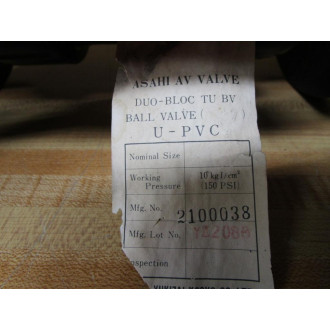 ASAHI AV VALVE
DUO-BLOC TU BV
BALL VALVE (
U-PVC
Nominal Size
Working Pressure
10 kgf/cm²
(150 PSI)
Mfg. No.
2100038
Mfg. Lot No.
Inspection